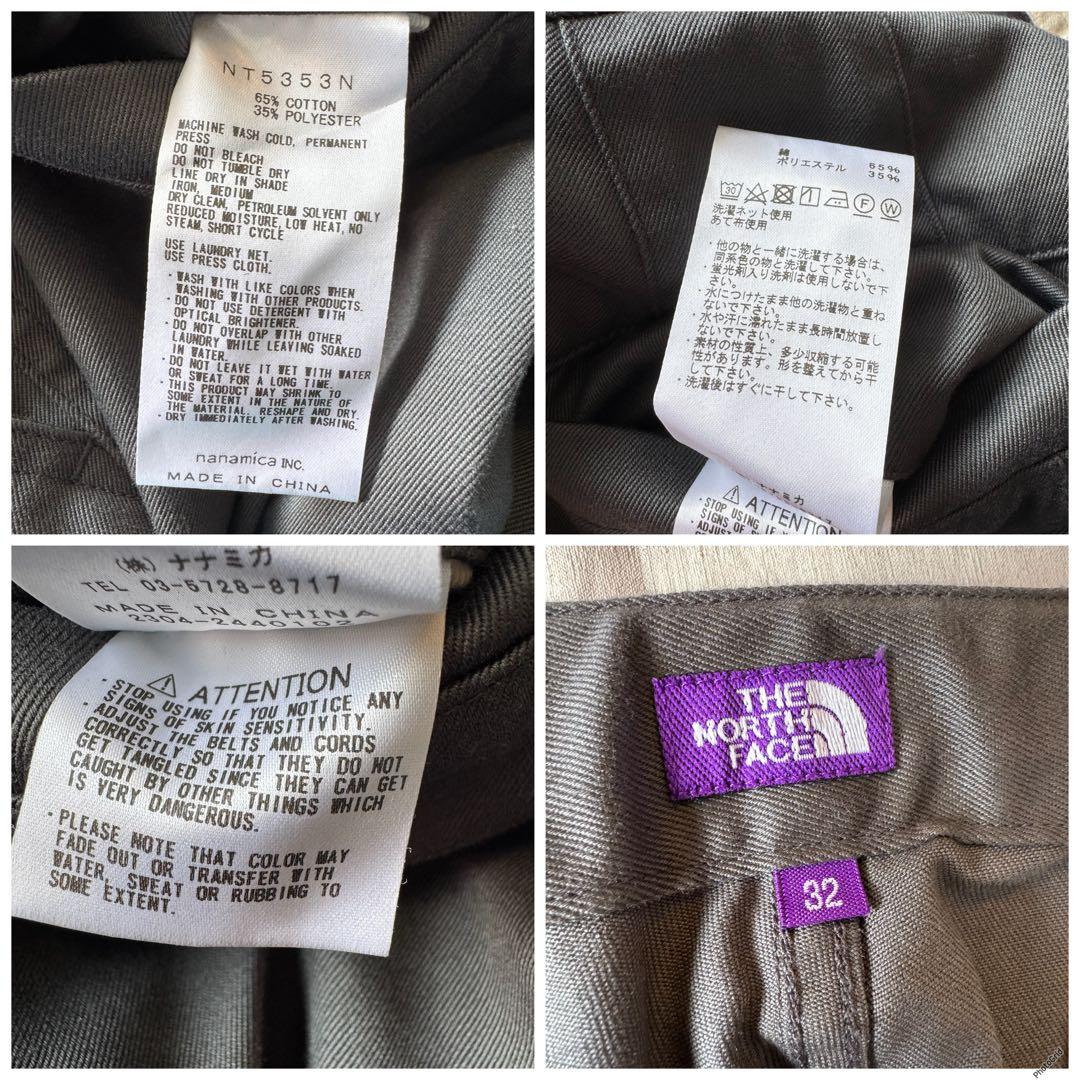 NT5353N
65% COTTON
35% POLYESTER
MACHINE WASH COLD, PERMANENT
PRESS
DO NOT BLEACH
DO NOT TUMBLE DRY
LINE DRY IN SHADE
IRON, MEDIUM
DRY CLEAN, PETROLEUM SOLVENT ONLY
REDUCED MOISTURE, LOW HEAT, NO
STEAM, SHORT CYCLE
USE LAUNDRY NET.
USE PRESS CLOTH.
・WASH WITH LIKE COLORS WHEN
WASHING WITH OTHER PRODUCTS.
・DO NOT USE DETERGENT WITH
OPTICAL BRIGHTENER.
・DO NOT OVERLAP WITH OTHER
LAUNDRY WHILE LEAVING SOAKED
IN WATER.
・DO NOT LEAVE IT WET WITH WATER
OR SWEAT FOR A LONG TIME.
・THIS PRODUCT MAY SHRINK TO
SOME EXTENT IN THE NATURE OF
THE MATERIAL. RESHAPE AND DRY.
・DRY IMMEDIATELY AFTER WASHING.
nanamica INC.
MADE IN CHINA
綿 65%
ポリエステル 35%
30 F W
洗濯ネット使用
あて布使用
・他の物と一緒に洗濯する場合は、
同系色の物と洗濯して下さい。
・蛍光剤入り洗剤は使用しないで下
さい。
・水につけたまま他の洗濯物と重ね
ないで下さい。
・水や汗に濡れたまま長時間放置し
ないで下さい。
・素材の性質上、多少収縮する可能
性があります。形を整えてから干
して下さい。
・洗濯後はすぐに干して下さい。
ナナミカ
ATTENTION
・STOP USING IF
SIGNS OF
・ADJUST
(株)ナナミカ
TEL 03-5728-8717
MADE IN CHINA
ATTENTION
・STOP USING IF YOU NOTICE ANY
SIGNS OF SKIN SENSITIVITY.
・ADJUST THE BELTS AND CORDS
CORRECTLY SO THAT THEY DO NOT
GET TANGLED SINCE THEY CAN GET
CAUGHT BY OTHER THINGS WHICH
IS VERY DANGEROUS.
・PLEASE NOTE THAT COLOR MAY
FADE OUT OR TRANSFER WITH
WATER, SWEAT OR RUBBING TO
SOME EXTENT.
THE
NORTH
FACE
32
PhotoGrid